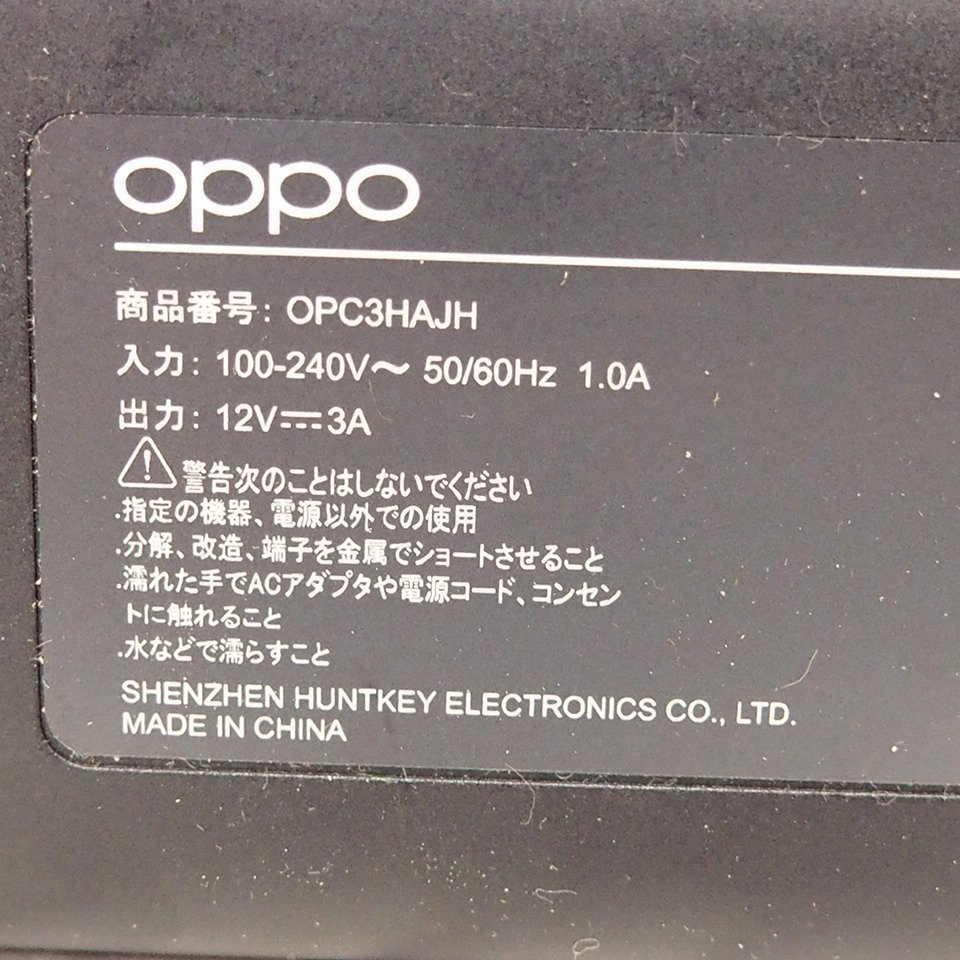 oppo
商品番号: OPC3HAJH
入力: 100-240V～ 50/60Hz 1.0A
出力: 12V⎓3A
⚠警告次のことはしないでください
.指定の機器、電源以外での使用
.分解、改造、端子を金属でショートさせること
.濡れた手でACアダプタや電源コード、コンセン
トに触れること
.水などで濡らすこと
SHENZHEN HUNTKEY ELECTRONICS CO., LTD.
MADE IN CHINA